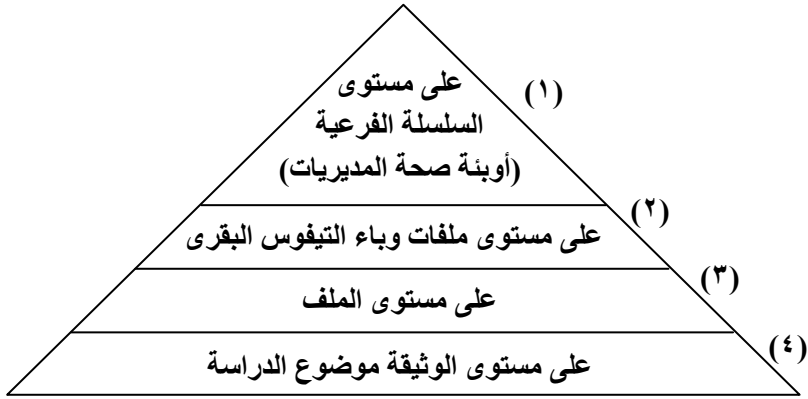 على مستوى
السلسلة الفرعية
(أوبئة صحة المديريات)
(١)
على مستوى ملفات وباء التيفوس البقرى
(٢)
على مستوى الملف
(٣)
على مستوى الوثيقة موضوع الدراسة
(٤)